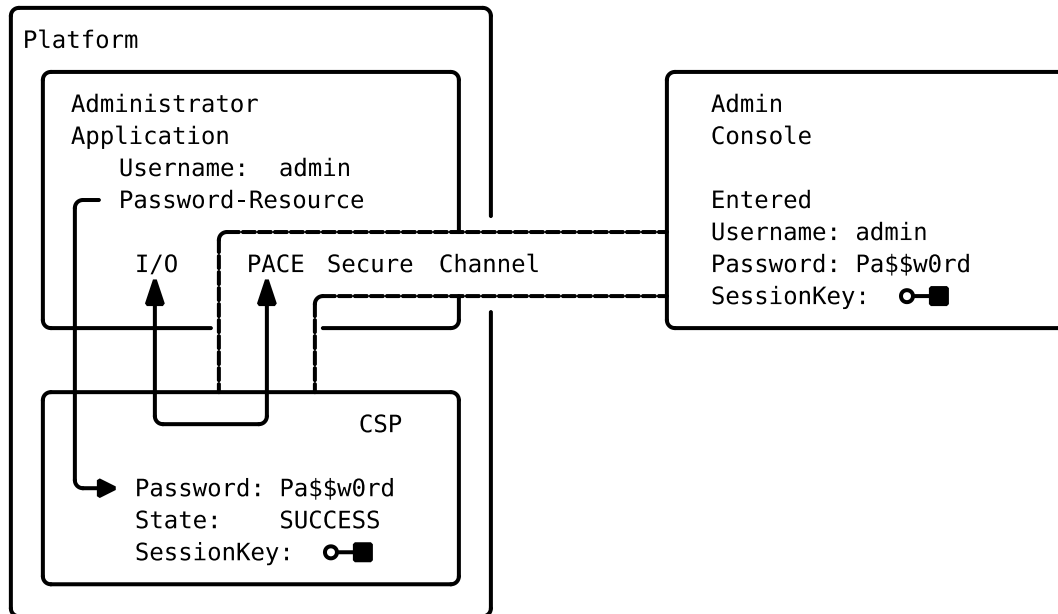 Platform
Administrator
Application
Username: admin
Password-Resource
I/O
PACE Secure Channel
CSP
Password: Pa$$w0rd
State: SUCCESS
SessionKey:
Admin
Console
Entered
Username: admin
Password: Pa$$w0rd
SessionKey: